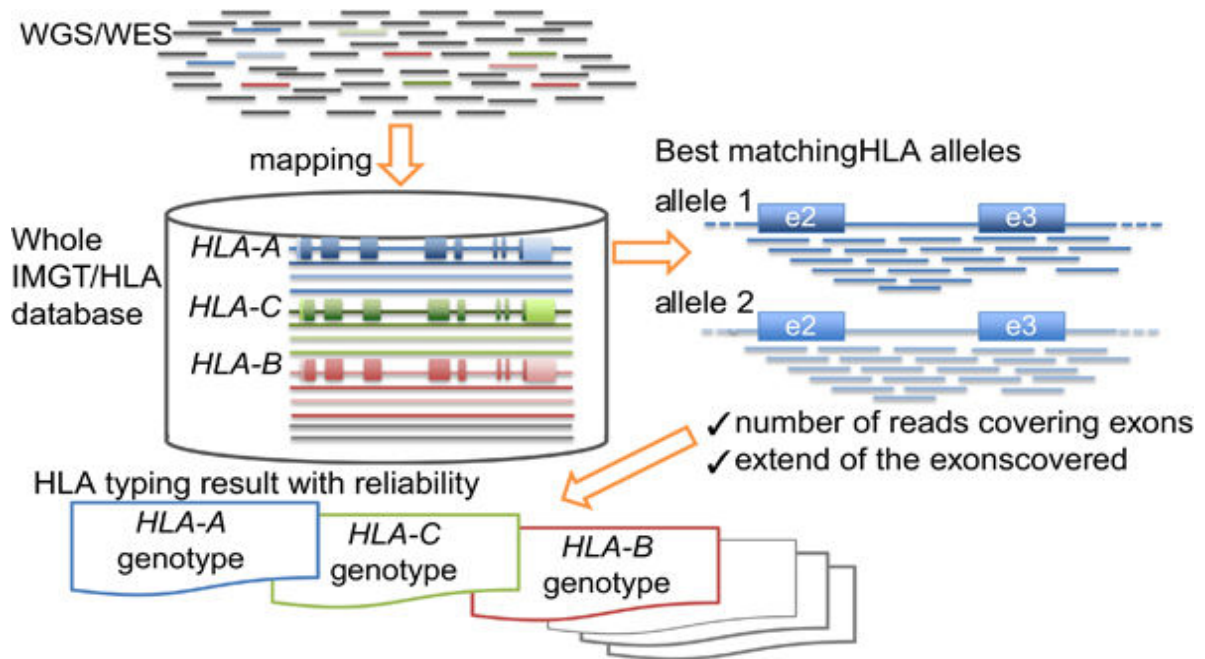 WGS/WES
mapping
Whole
IMGT/HLA
database
HLA-A
HLA-C
HLA-B
Best matchingHLA alleles
allele 1
e2
e3
allele 2
e2
e3
✓number of reads covering exons
✓extend of the exonscovered
HLA typing result with reliability
HLA-A
genotype
HLA-C
genotype
HLA-B
genotype